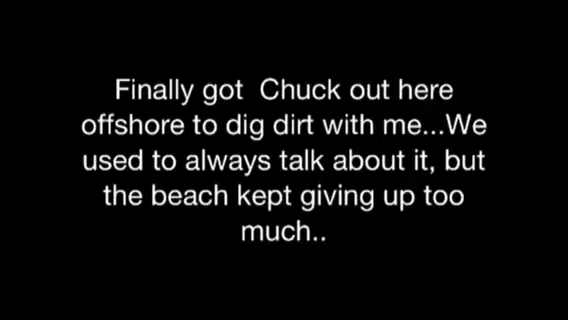 Finally got  Chuck out here
offshore to dig dirt with me...We
used to always talk about it, but
the beach kept giving up too
much..